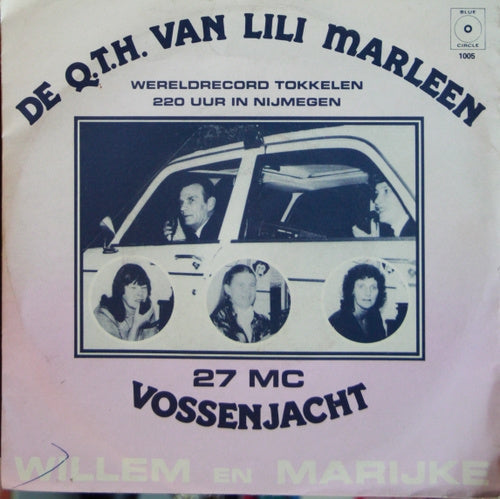 DE Q.T.H. VAN LILI MARLEEN
BLUE
CIRCLE
1005
WERELDRECORD TOKKELEN
220 UUR IN NIJMEGEN
27 MC
VOSSENJACHT
WILLEM EN MARIJKE